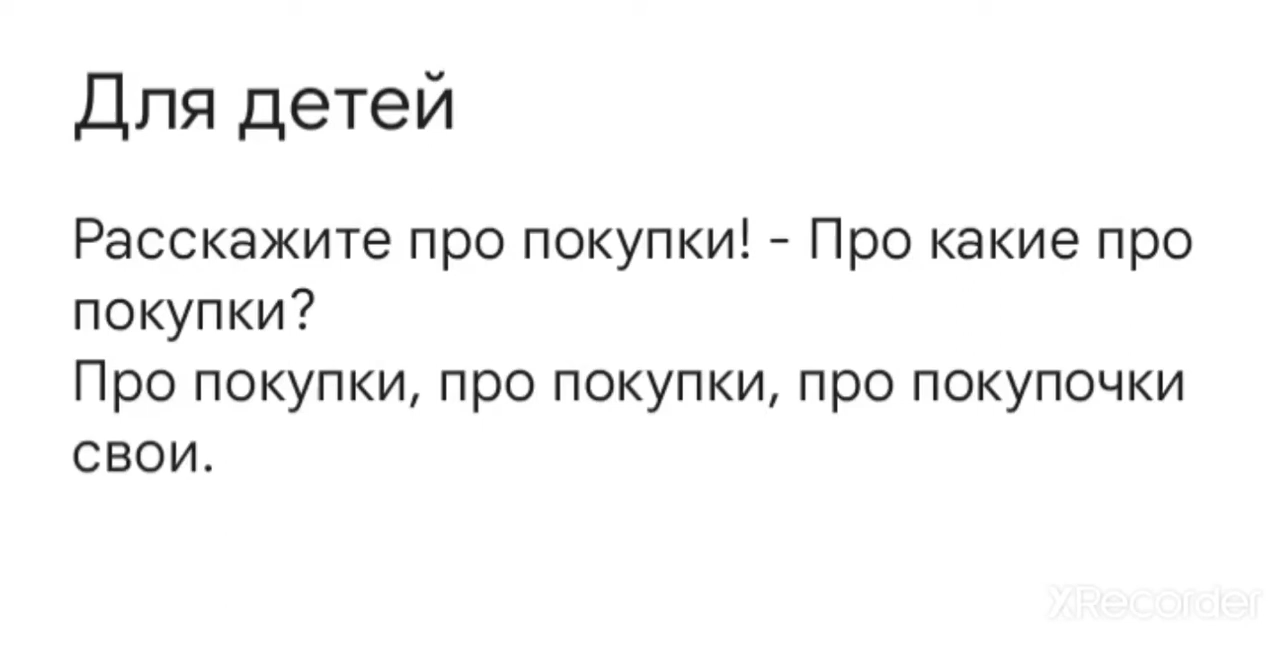 Для детей
Расскажите про покупки! - Про какие про
покупки?
Про покупки, про покупки, про покупочки
свои.
XRecorder